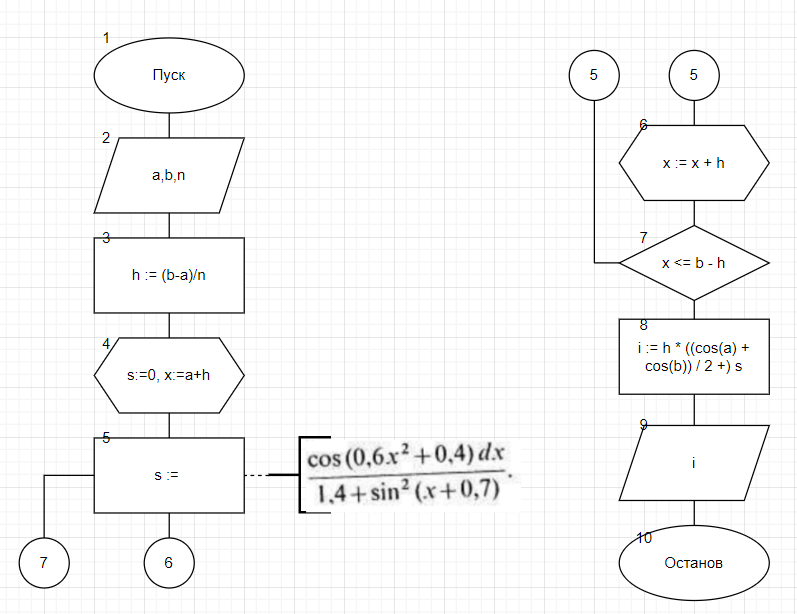 1
Пуск
2
a,b,n
3
h := (b-a)/n
4
s:=0, x:=a+h
5
s :=
cos (0,6x² +0,4) dx
1,4+sin² (x+0,7) .
7
6
5
5
6
x := x + h
7
x <= b - h
8
i := h * ((cos(a) +
cos(b)) / 2 +) s
9
i
10
Останов